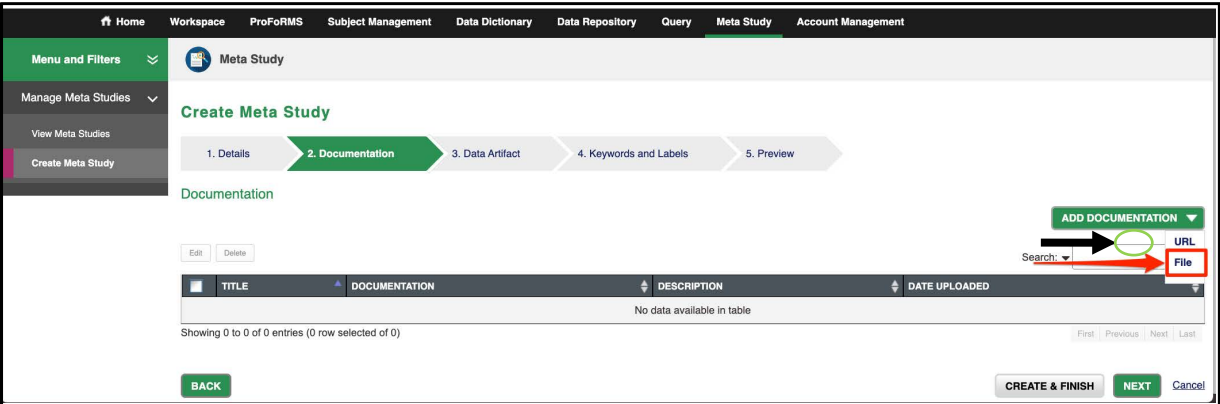 Home Workspace ProFoRMS Subject Management Data Dictionary Data Repository Query Meta Study Account Management
Menu and Filters
Meta Study
Manage Meta Studies
View Meta Studies
Create Meta Study
Create Meta Study
1. Details 2. Documentation 3. Data Artifact 4. Keywords and Labels 5. Preview
Documentation
ADD DOCUMENTATION
URL
File
Edit Delete
Search:
TITLE DOCUMENTATION DESCRIPTION DATE UPLOADED
No data available in table
Showing 0 to 0 of 0 entries (0 row selected of 0)
First Previous Next Last
BACK CREATE & FINISH NEXT Cancel